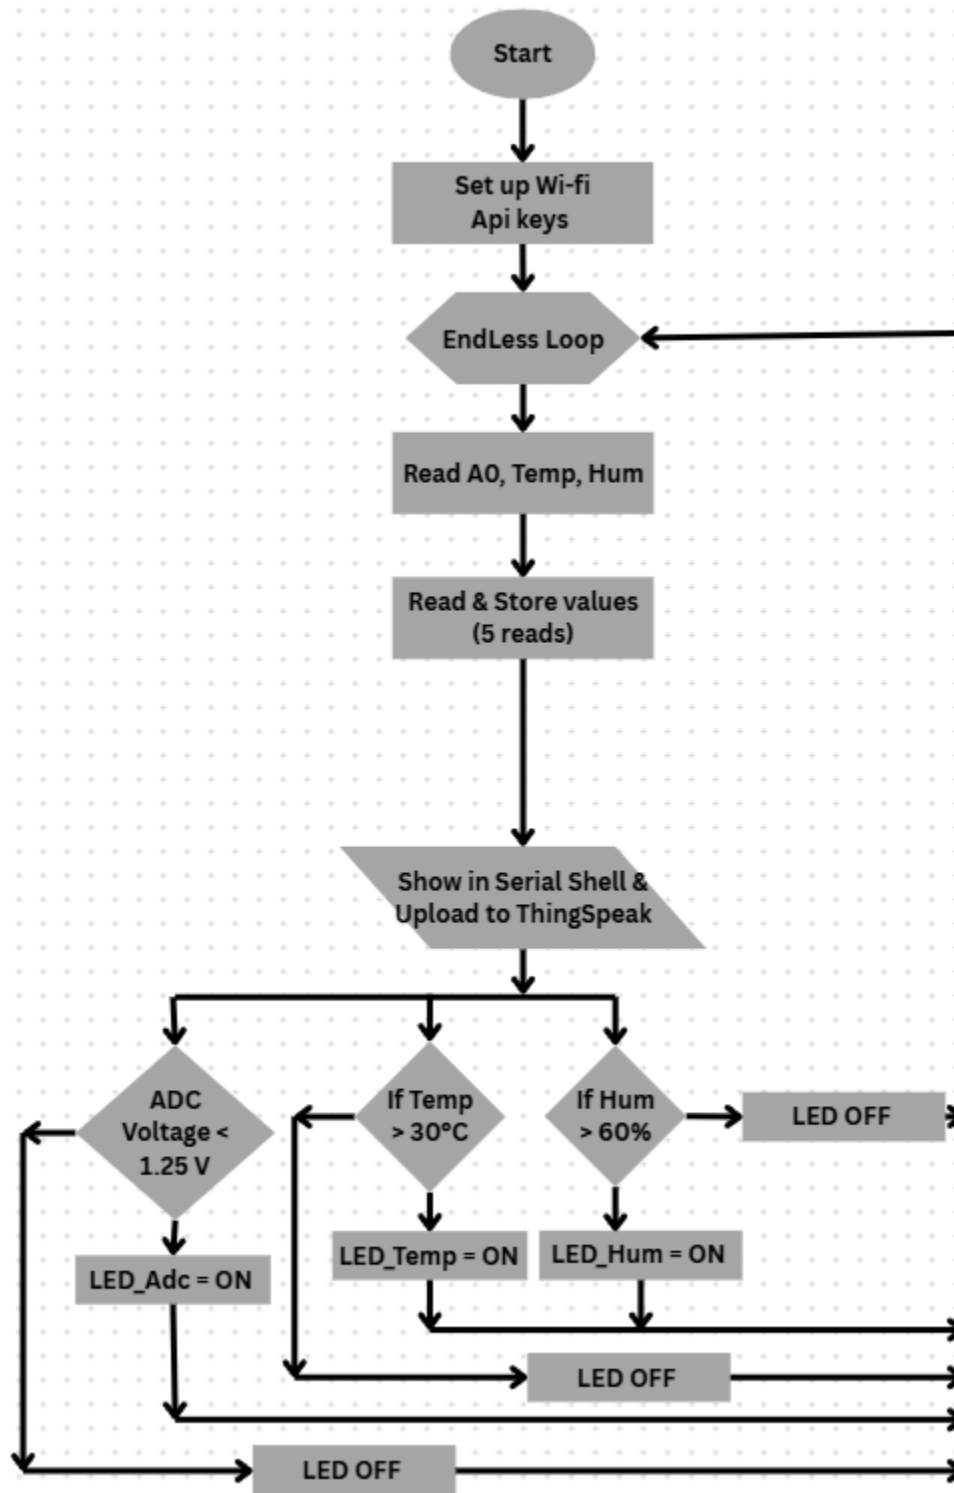 Start
Set up Wi-fi
Api keys
EndLess Loop
Read A0, Temp, Hum
Read & Store values
(5 reads)
Show in Serial Shell &
Upload to ThingSpeak
ADC
Voltage <
1.25 V
If Temp
> 30°C
If Hum
> 60%
LED OFF
LED_Adc = ON
LED_Temp = ON
LED_Hum = ON
LED OFF
LED OFF